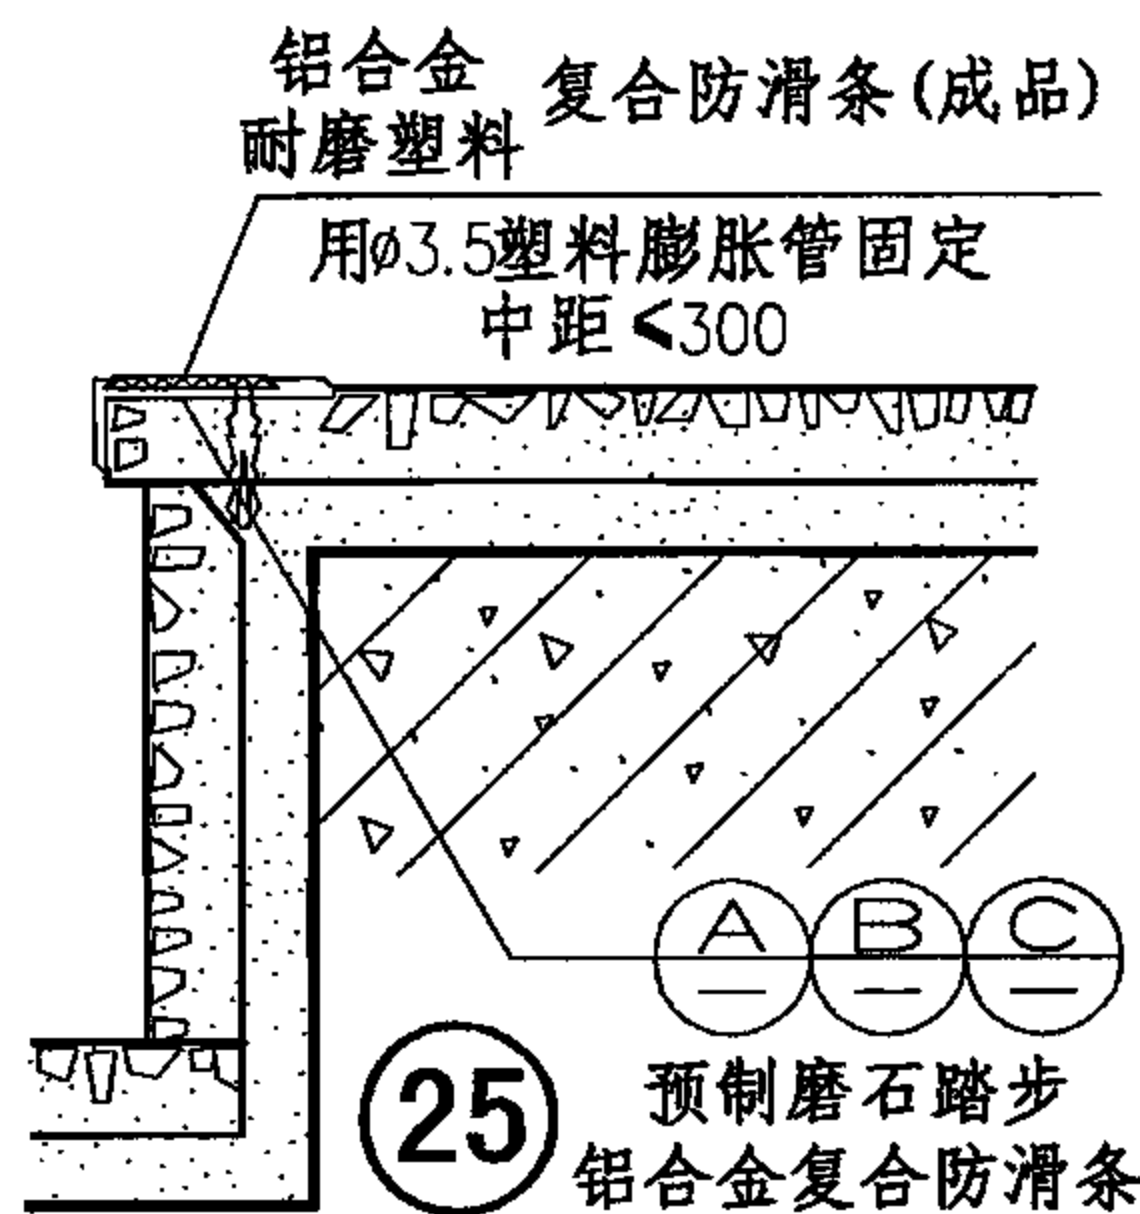 铝合金
耐磨塑料 复合防滑条(成品)
用ø3.5塑料膨胀管固定
中距<300
A B C
— — —
25
预制磨石踏步
铝合金复合防滑条